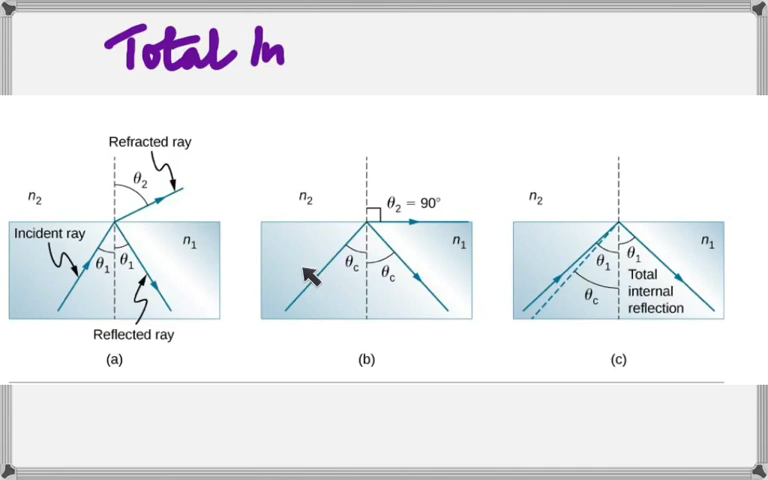 Total In
Refracted ray
θ₂
n₂
Incident ray
n₁
θ₁ θ₁
Reflected ray
(a)
n₂
θ₂ = 90°
n₁
θc θc
(b)
n₂
n₁
θ₁ θ₁
θc
Total
internal
reflection
(c)